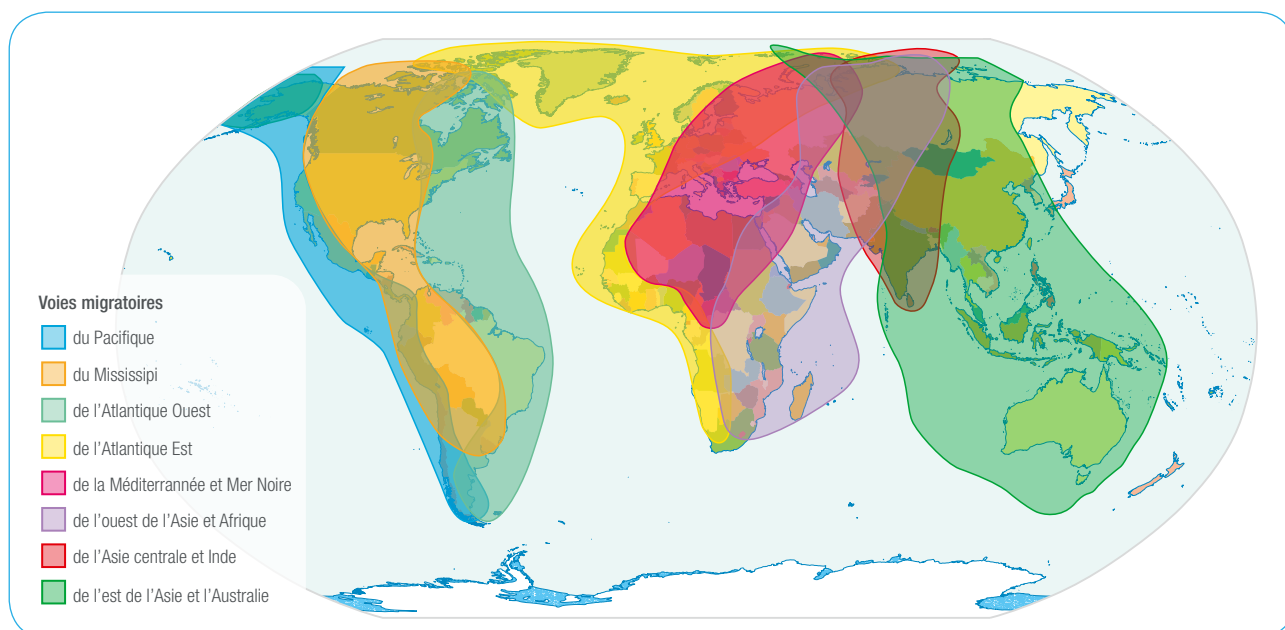 Voies migratoires
du Pacifique
du Mississipi
de l'Atlantique Ouest
de l'Atlantique Est
de la Méditerrannée et Mer Noire
de l'ouest de l'Asie et Afrique
de l'Asie centrale et Inde
de l'est de l'Asie et l'Australie